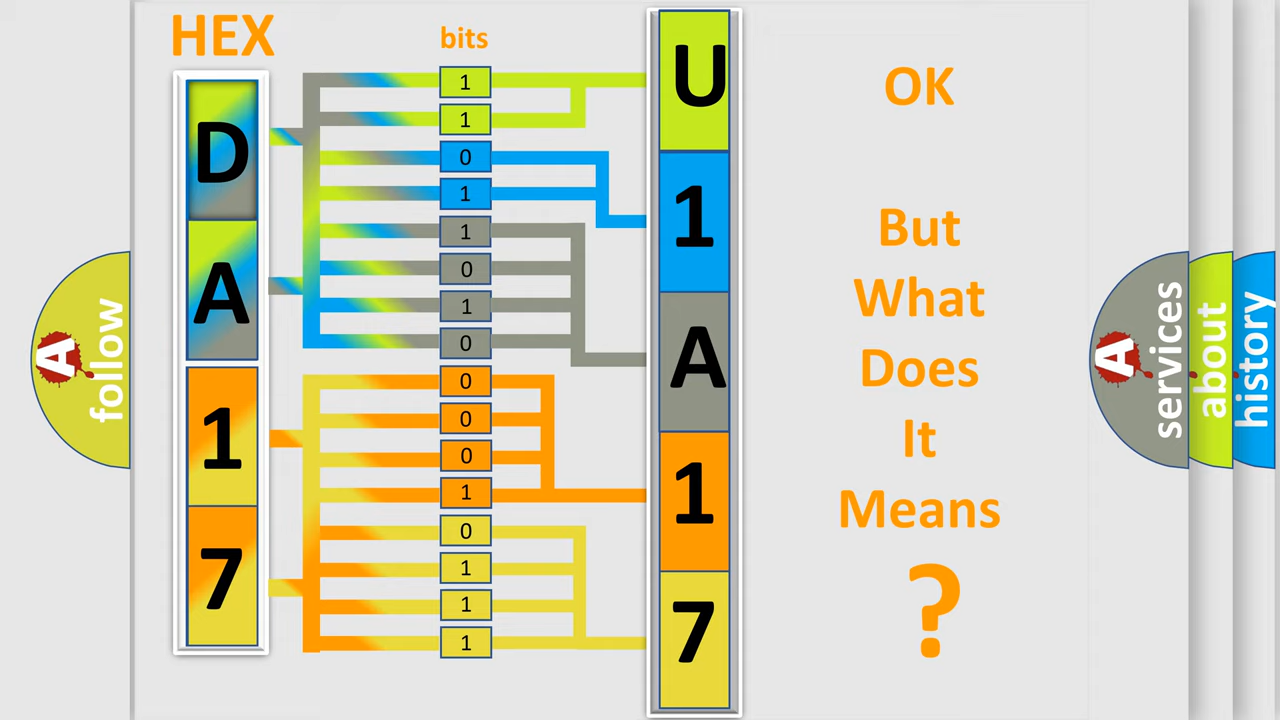 HEX
bits
D
A
1
7
1
1
0
1
1
0
1
0
0
0
0
1
0
1
1
1
U
1
A
1
7
OK
But
What
Does
It
Means
?
A
follow
A
services
about
history